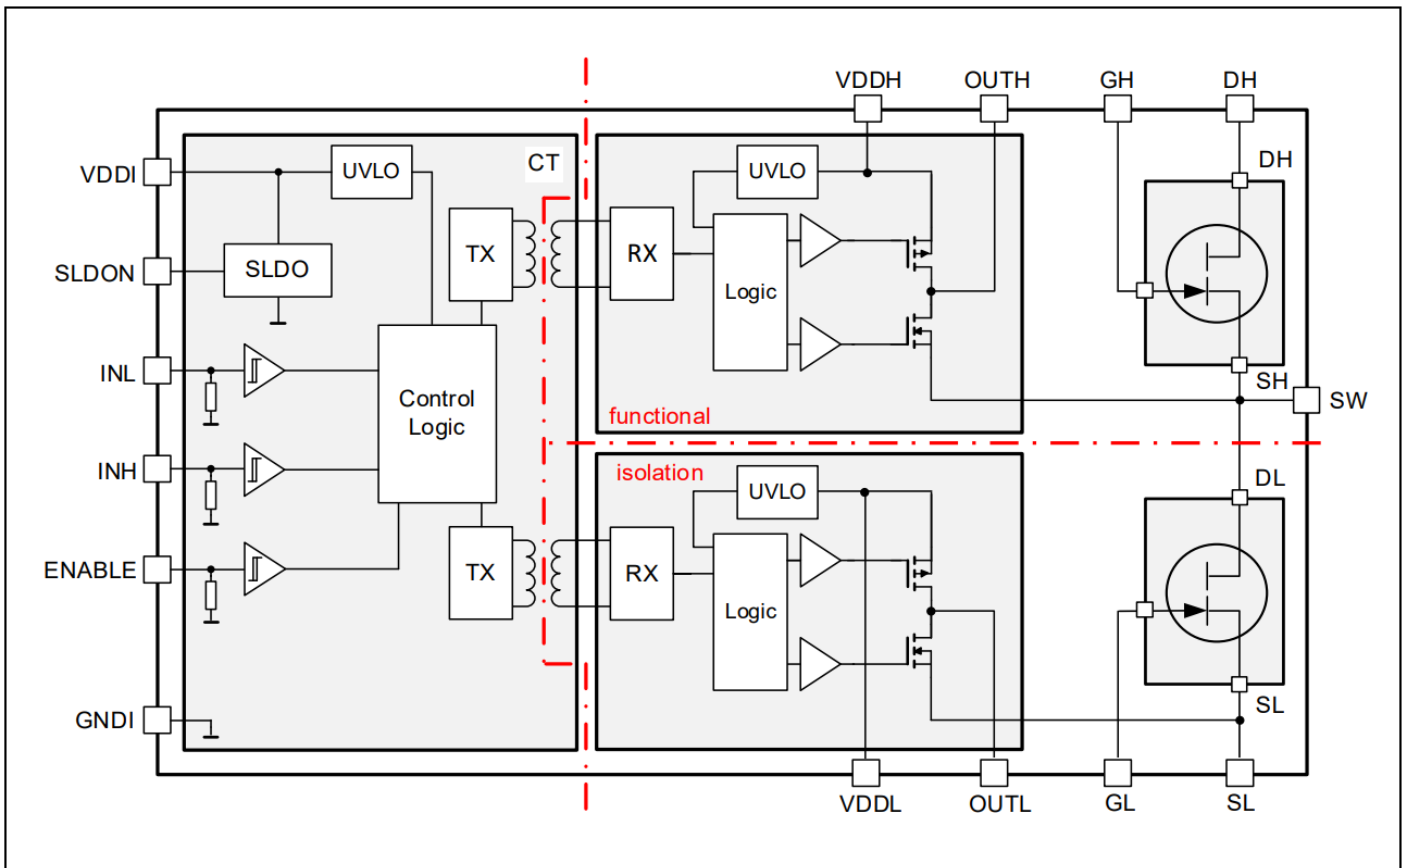 VDDH
OUTH
GH
DH
VDDI
UVLO
CT
UVLO
DH
TX
RX
SLDON
SLDO
Logic
INL
Control
Logic
SH
SW
functional
INH
isolation
DL
UVLO
ENABLE
TX
RX
Logic
GNDI
SL
VDDL
OUTL
GL
SL